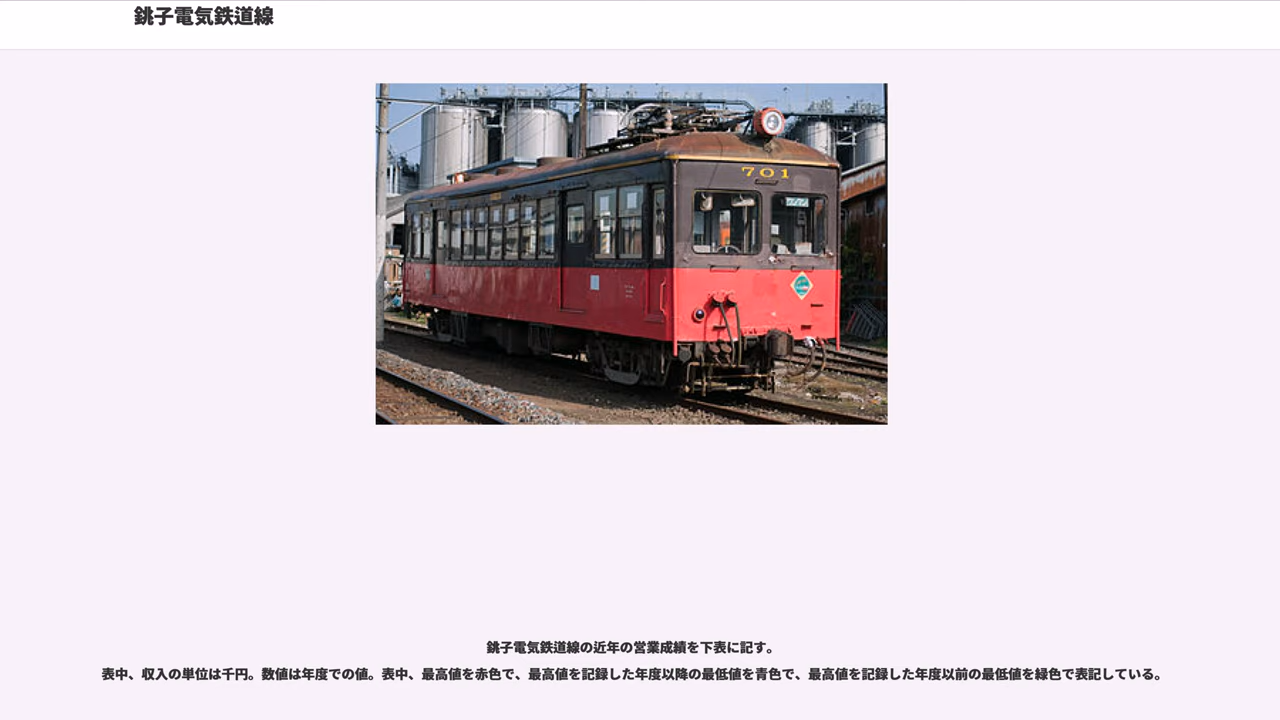 銚子電気鉄道線
701
銚子電気鉄道線の近年の営業成績を下表に記す。
表中、収入の単位は千円。数値は年度での値。表中、最高値を赤色で、最高値を記録した年度以降の最低値を青色で、最高値を記録した年度以前の最低値を緑色で表記している。